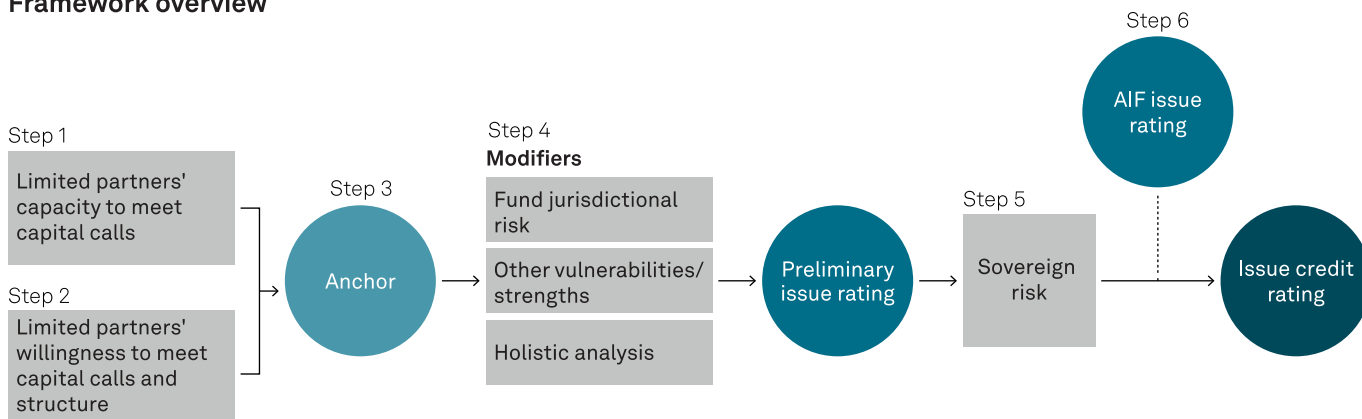 Framework overview
Step 1
Limited partners'
capacity to meet
capital calls
Step 2
Limited partners'
willingness to meet
capital calls and
structure
Step 3
Anchor
Step 4
Modifiers
Fund jurisdictional
risk
Other vulnerabilities/
strengths
Holistic analysis
Preliminary
issue rating
Step 5
Sovereign
risk
Step 6
AIF issue
rating
Issue credit
rating